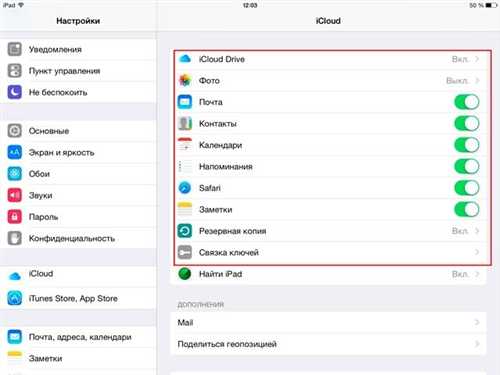 iPad 12:03 50 %
Настройки
iCloud
Уведомления
Пункт управления
Не беспокоить
Основные
AA Экран и яркость
Обои
Звуки
Пароль
Конфиденциальность
iCloud
iTunes Store, App Store
Почта, адреса, календари
Заметки
iCloud Drive Вкл.
Фото Выкл.
Почта
Контакты
Календари
Напоминания
Safari
Заметки
Резервная копия Вкл.
Связка ключей
Найти iPad Вкл.
ДОПОЛНЕНИЯ
Mail
Поделиться геопозицией